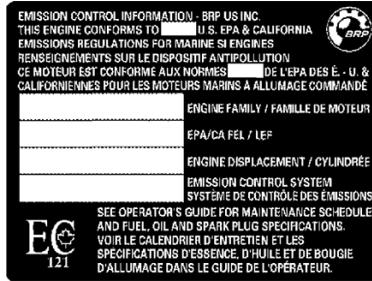 EMISSION CONTROL INFORMATION - BRP US INC.
THIS ENGINE CONFORMS TO U.S. EPA & CALIFORNIA
EMISSIONS REGULATIONS FOR MARINE SI ENGINES
RENSEIGNEMENTS SUR LE DISPOSITIF ANTIPOLLUTION
CE MOTEUR EST CONFORME AUX NORMES DE L'EPA DES É. - U. &
CALIFORNIENNES POUR LES MOTEURS MARINS À ALLUMAGE COMMANDÉ
BRP
ENGINE FAMILY / FAMILLE DE MOTEUR
EPA/CA FEL / LEF
ENGINE DISPLACEMENT / CYLINDRÉE
EMISSION CONTROL SYSTEM
SYSTÈME DE CONTRÔLE DES ÉMISSIONS
SEE OPERATOR'S GUIDE FOR MAINTENANCE SCHEDULE
AND FUEL, OIL AND SPARK PLUG SPECIFICATIONS.
VOIR LE CALENDRIER D'ENTRETIEN ET LES
SPÉCIFICATIONS D'ESSENCE, D'HUILE ET DE BOUGIE
D'ALLUMAGE DANS LE GUIDE DE L'OPÉRATEUR.
EC
121